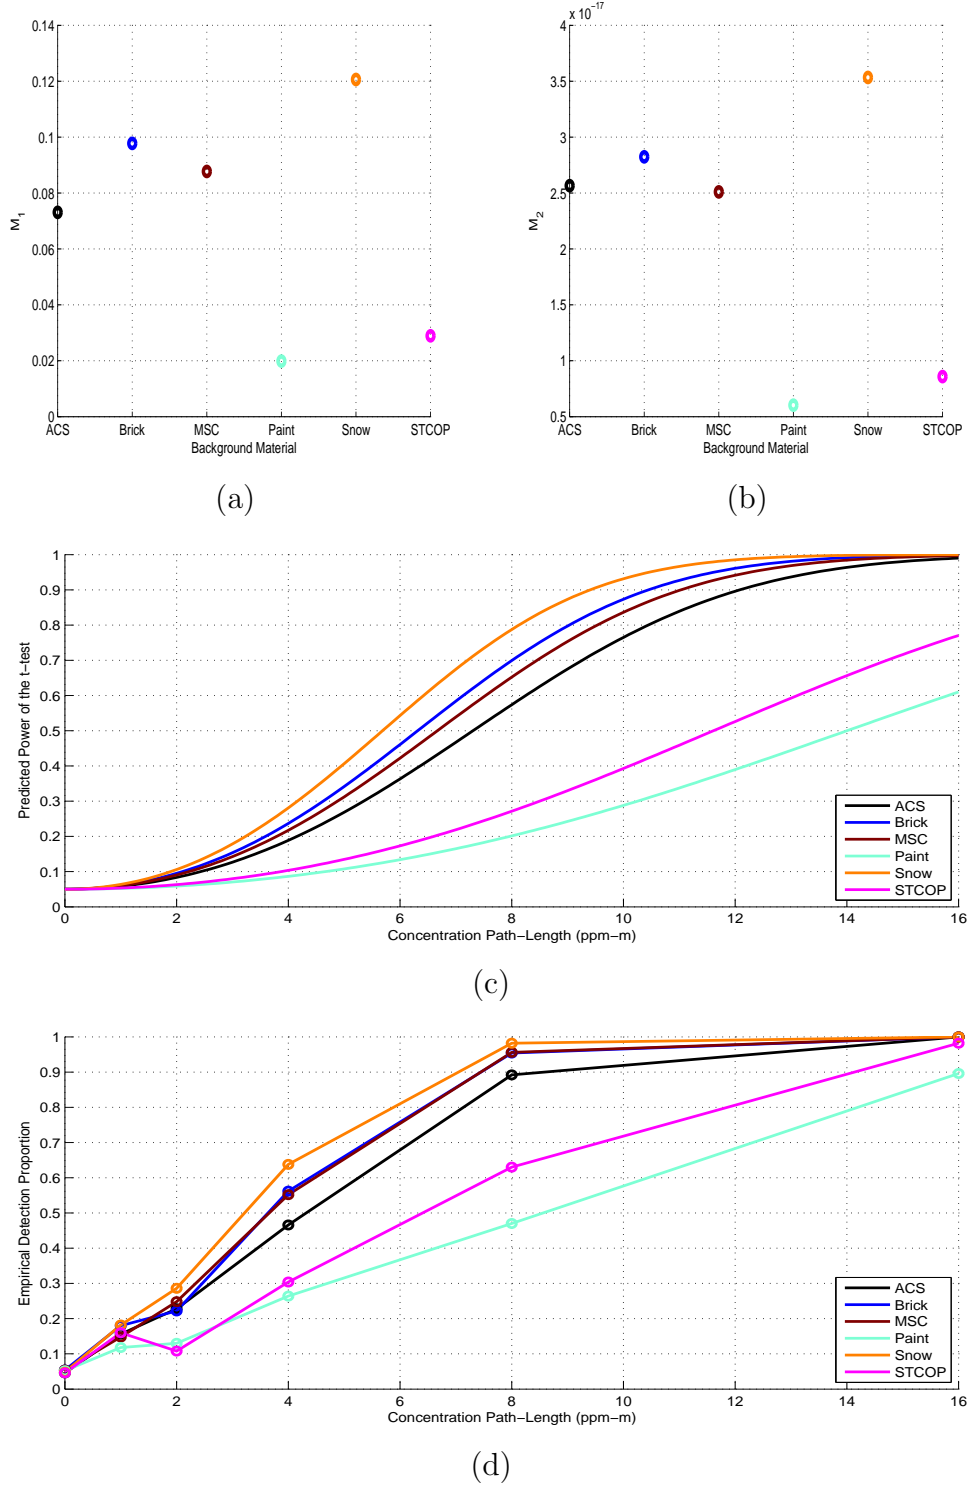 0.14
0.12
0.1
0.08
0.06
0.04
0.02
0
M1
ACS Brick MSC Paint Snow STCOP
Background Material
(a)
x 10^-17
4
3.5
3
2.5
2
1.5
1
0.5
M2
ACS Brick MSC Paint Snow STCOP
Background Material
(b)
1
0.9
0.8
0.7
0.6
0.5
0.4
0.3
0.2
0.1
0
Predicted Power of the t−test
0 2 4 6 8 10 12 14 16
Concentration Path−Length (ppm−m)
ACS
Brick
MSC
Paint
Snow
STCOP
(c)
1
0.9
0.8
0.7
0.6
0.5
0.4
0.3
0.2
0.1
0
Empirical Detection Proportion
0 2 4 6 8 10 12 14 16
Concentration Path−Length (ppm−m)
ACS
Brick
MSC
Paint
Snow
STCOP
(d)